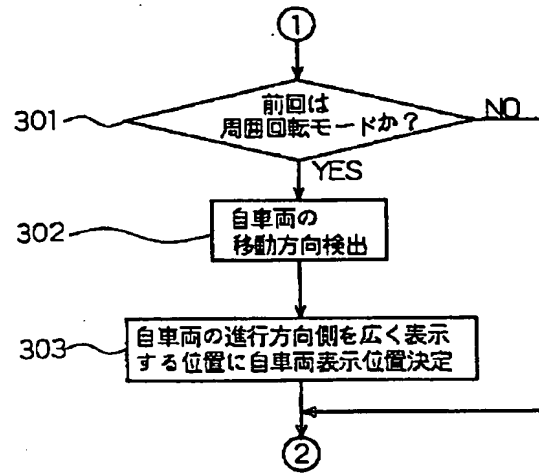 ①
301
前回は
周囲回転モードか？
NO
YES
302
自車両の
移動方向検出
303
自車両の進行方向側を広く表示
する位置に自車両表示位置決定
②